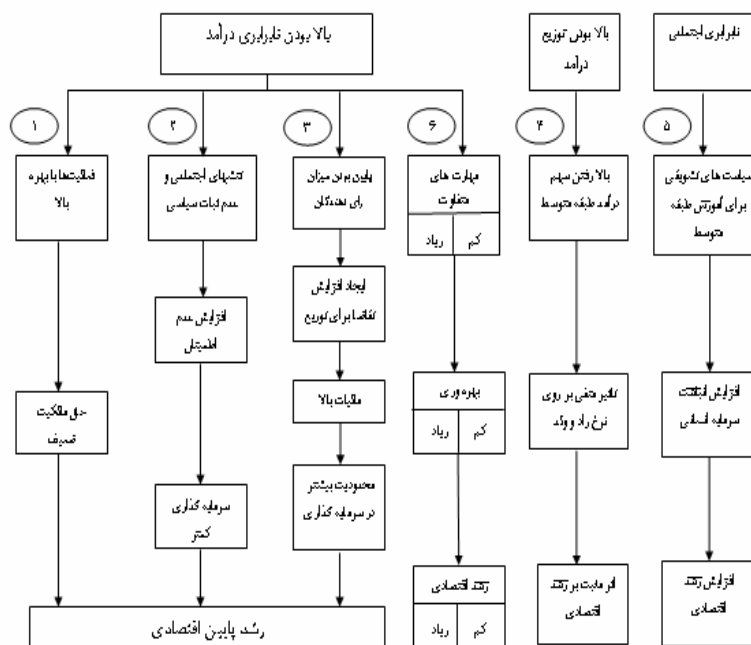 بالا بودن نابرابری درآمد
بالا بودن توزیع
درآمد
نابرابری اجتماعی
۱
۲
۳
۶
۴
۵
فعالیت‌ها با بهره
بالا
تنشهای اجتماعی و
عدم ثبات سیاسی
پایین بودن میزان
رای دهندگان
مهارت های
متفاوت
زیاد
کم
بالا رفتن سهم
درآمد طبقه متوسط
سیاست های تشویقی
برای آموزش طبقه
متوسط
افزایش عدم
اطمینان
ایجاد افزایش
تقاضا برای توزیع
حق مالکیت
ضعیف
مالیات بالا
بهره وری
زیاد
کم
تاثیر منفی بر روی
نرخ زاد و ولد
افزایش انباشت
سرمایه انسانی
سرمایه گذاری
کمتر
محدودیت بیشتر
در سرمایه گذاری
رشد پایین اقتصادی
رشد اقتصادی
زیاد
کم
اثر مثبت بر رشد
اقتصادی
افزایش رشد
اقتصادی